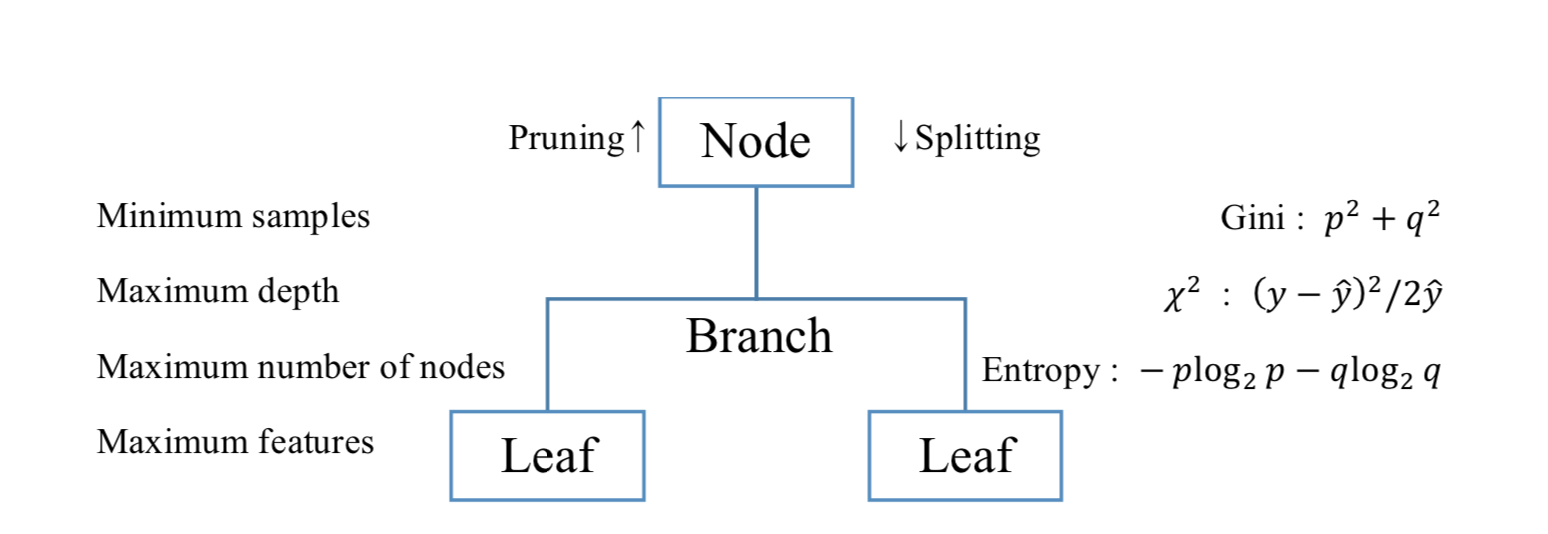 Pruning↑ Node ↓Splitting
Minimum samples
Gini : p² + q²
Maximum depth
χ² : (y − ŷ)²/2ŷ
Branch
Maximum number of nodes
Entropy : − plog₂ p − qlog₂ q
Maximum features
Leaf
Leaf